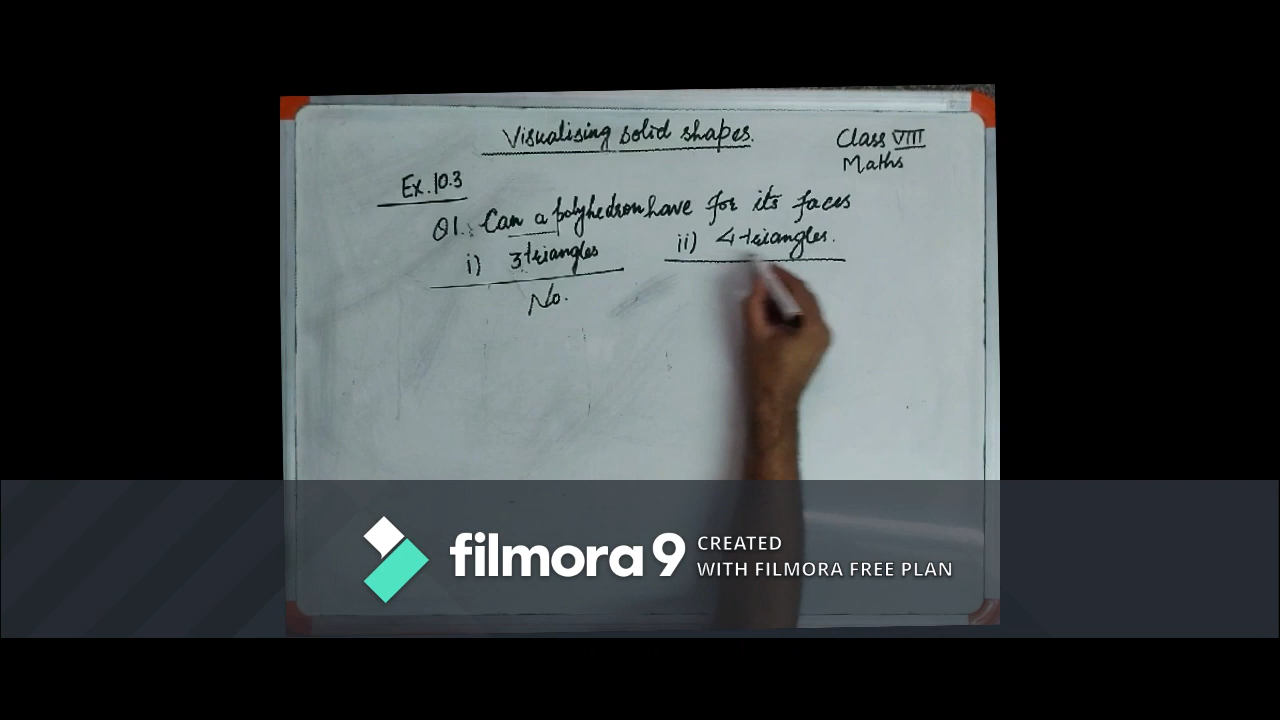 Visualising solid shapes.
Class VIII
Maths
Ex. 10.3
Q1. Can a polyhedron have for its faces
i) 3 triangles
ii) 4 triangles.
No.
filmora 9
CREATED
WITH FILMORA FREE PLAN